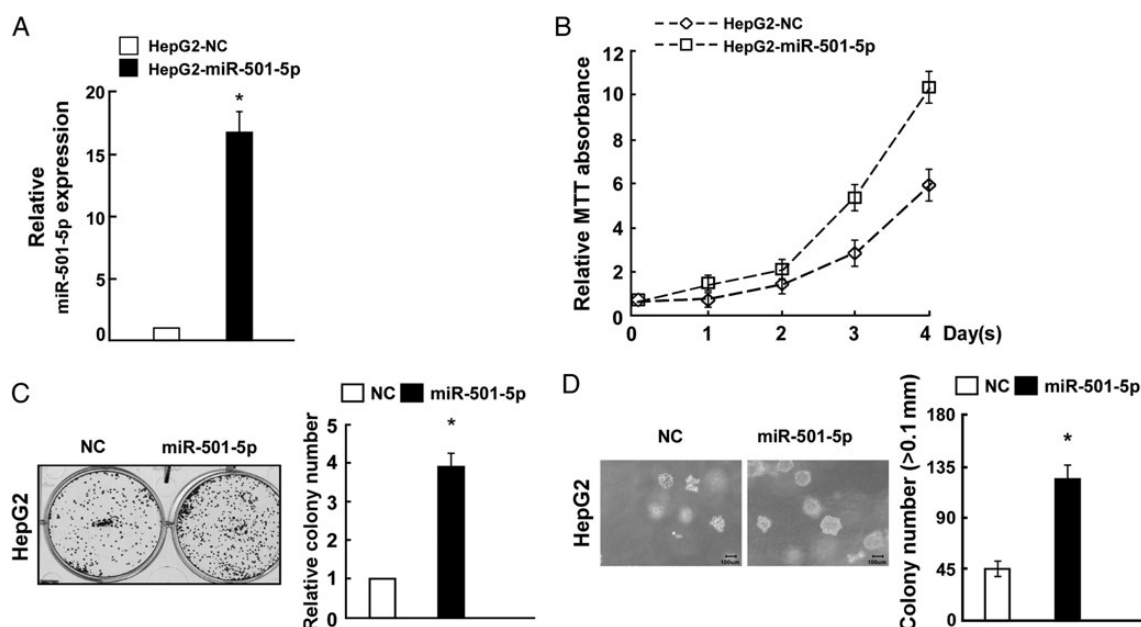 A
HepG2-NC
HepG2-miR-501-5p
Relative
miR-501-5p expression
20
15
10
5
0
*
B
HepG2-NC
HepG2-miR-501-5p
Relative MTT absorbance
12
10
8
6
4
2
0
0 1 2 3 4 Day(s)
C
NC miR-501-5p
HepG2
NC miR-501-5p
Relative colony number
5
4
3
2
1
0
*
D
NC miR-501-5p
HepG2
100um
100um
NC miR-501-5p
Colony number (>0.1mm)
180
135
90
45
0
*